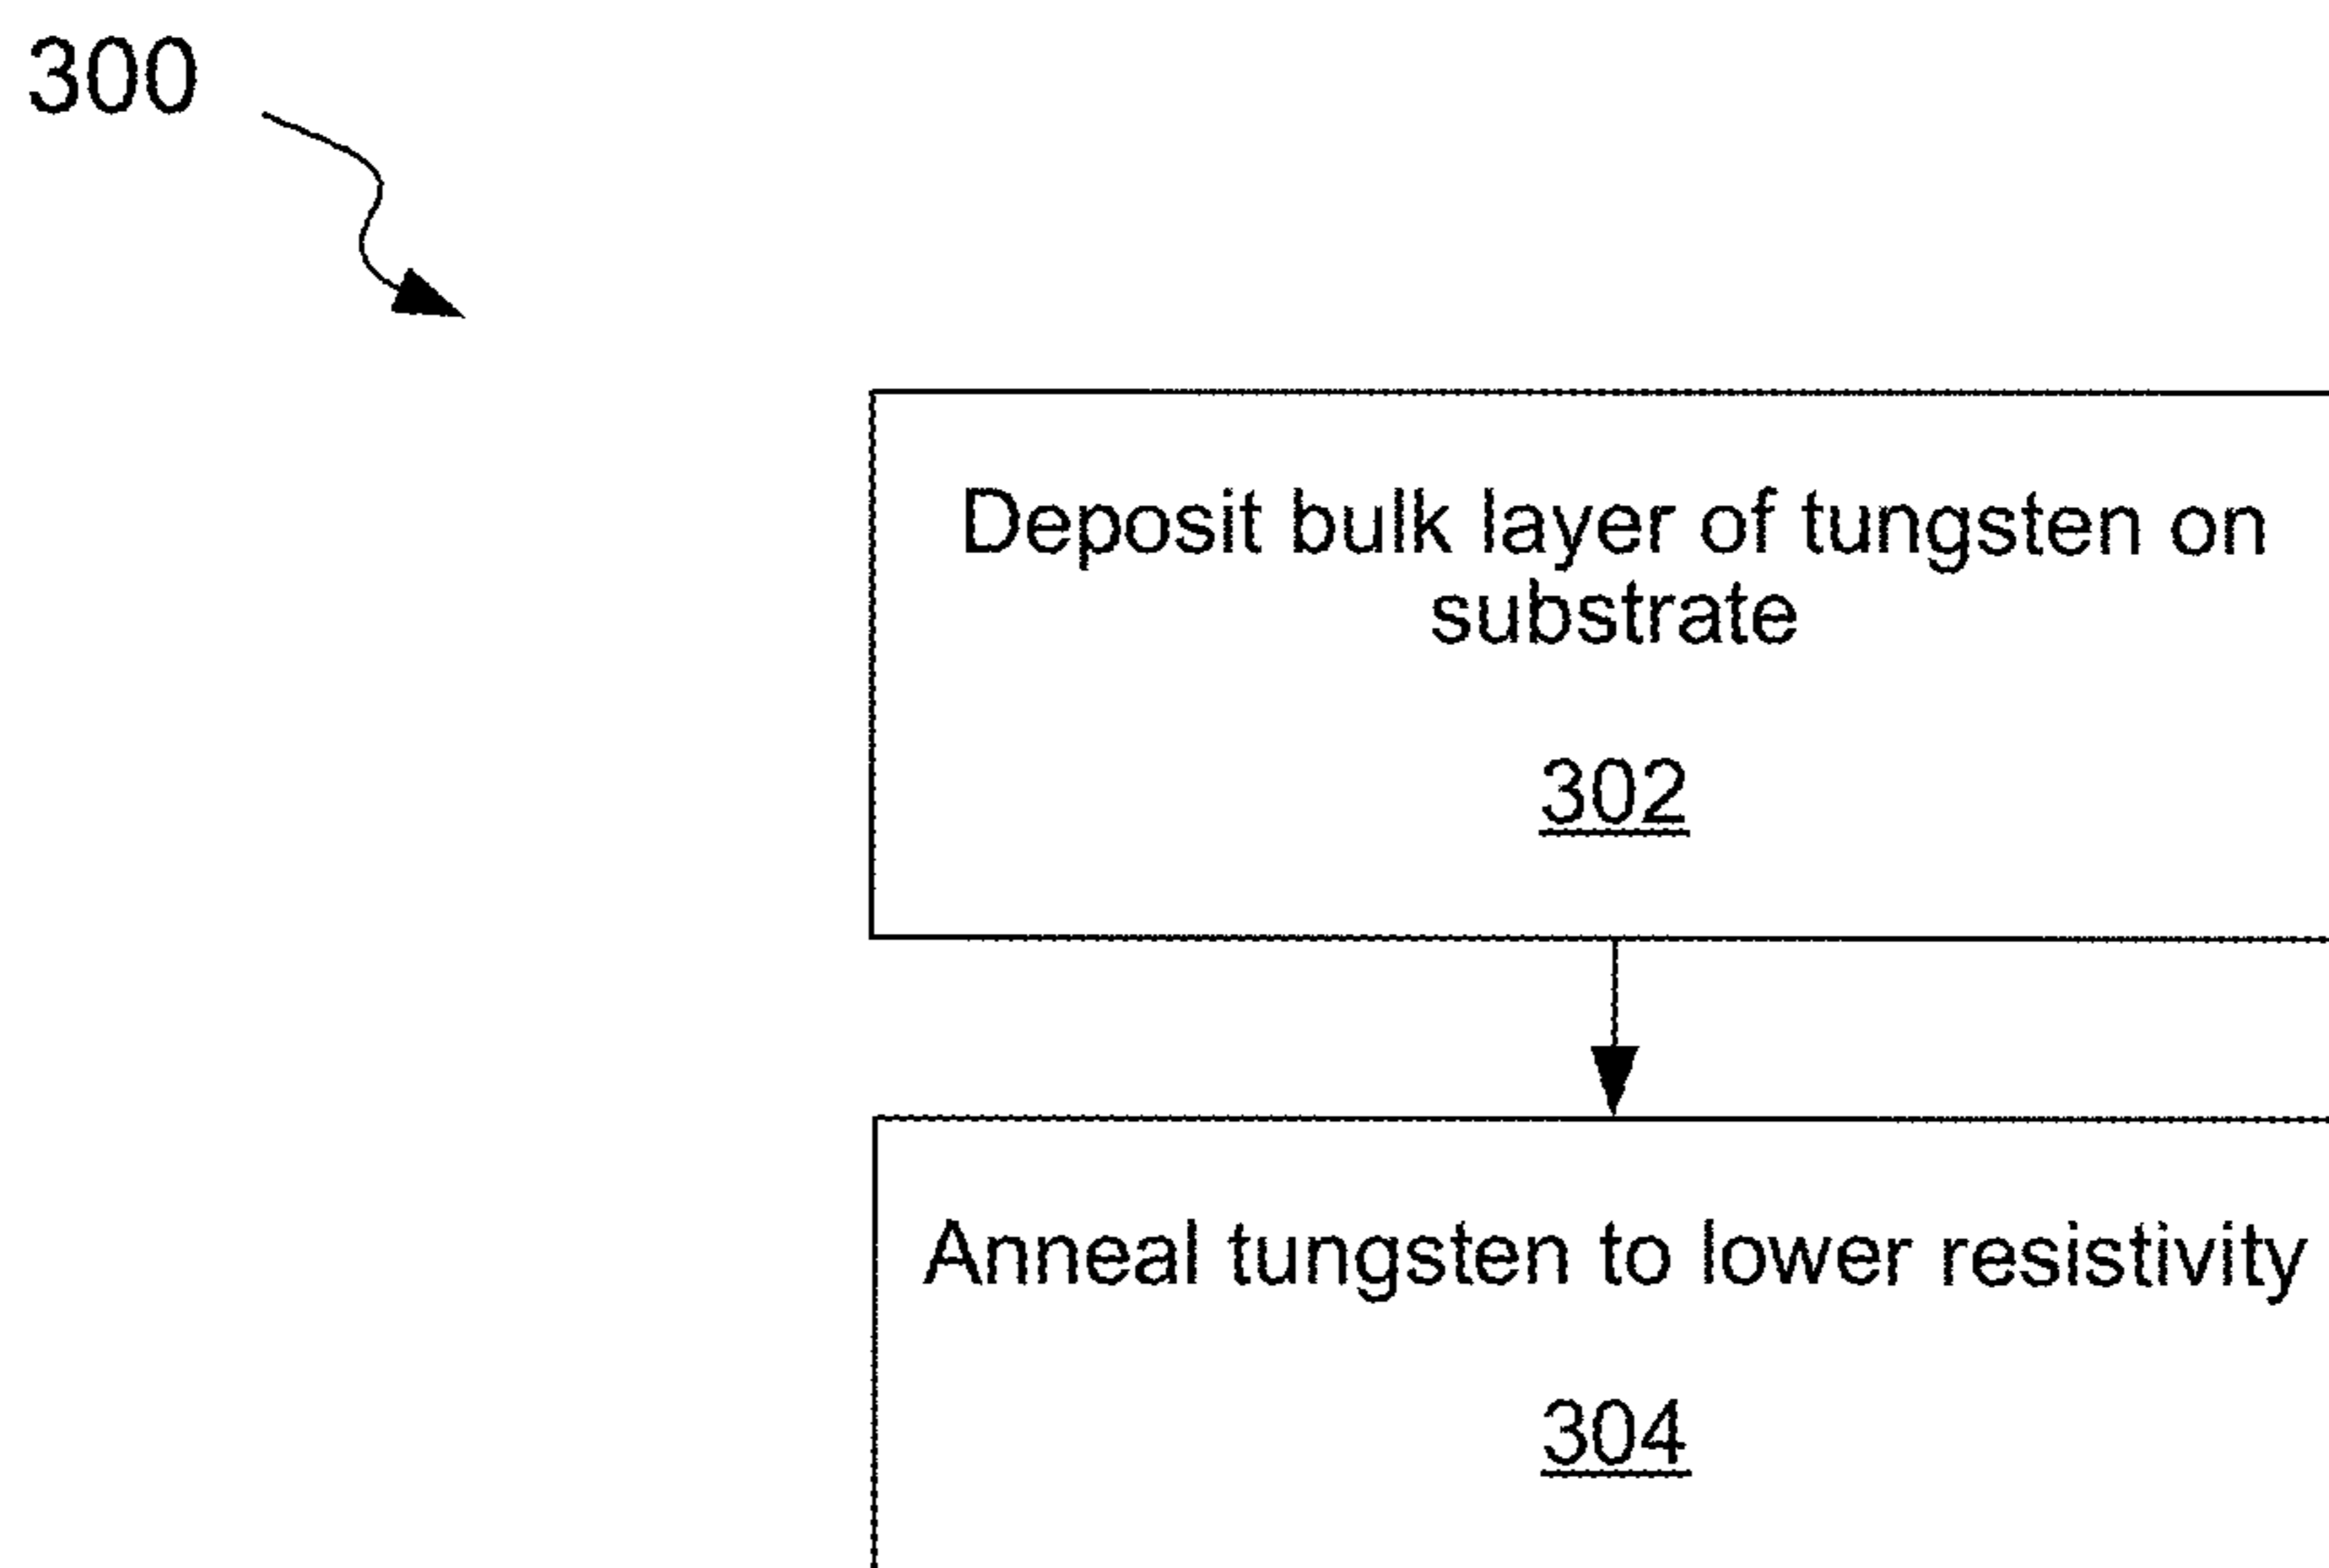 300
Deposit bulk layer of tungsten on
substrate
302
Anneal tungsten to lower resistivity
304